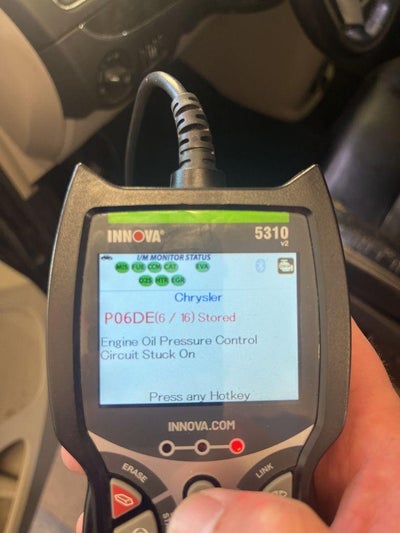 INNOVA®
5310
v2
I/M MONITOR STATUS
MIS FUE CCM CAT EVA
O2S HTR EGR
Chrysler
P06DE(6 / 16) Stored
Engine Oil Pressure Control
Circuit Stuck On
Press any Hotkey
INNOVA.COM
ERASE
LINK